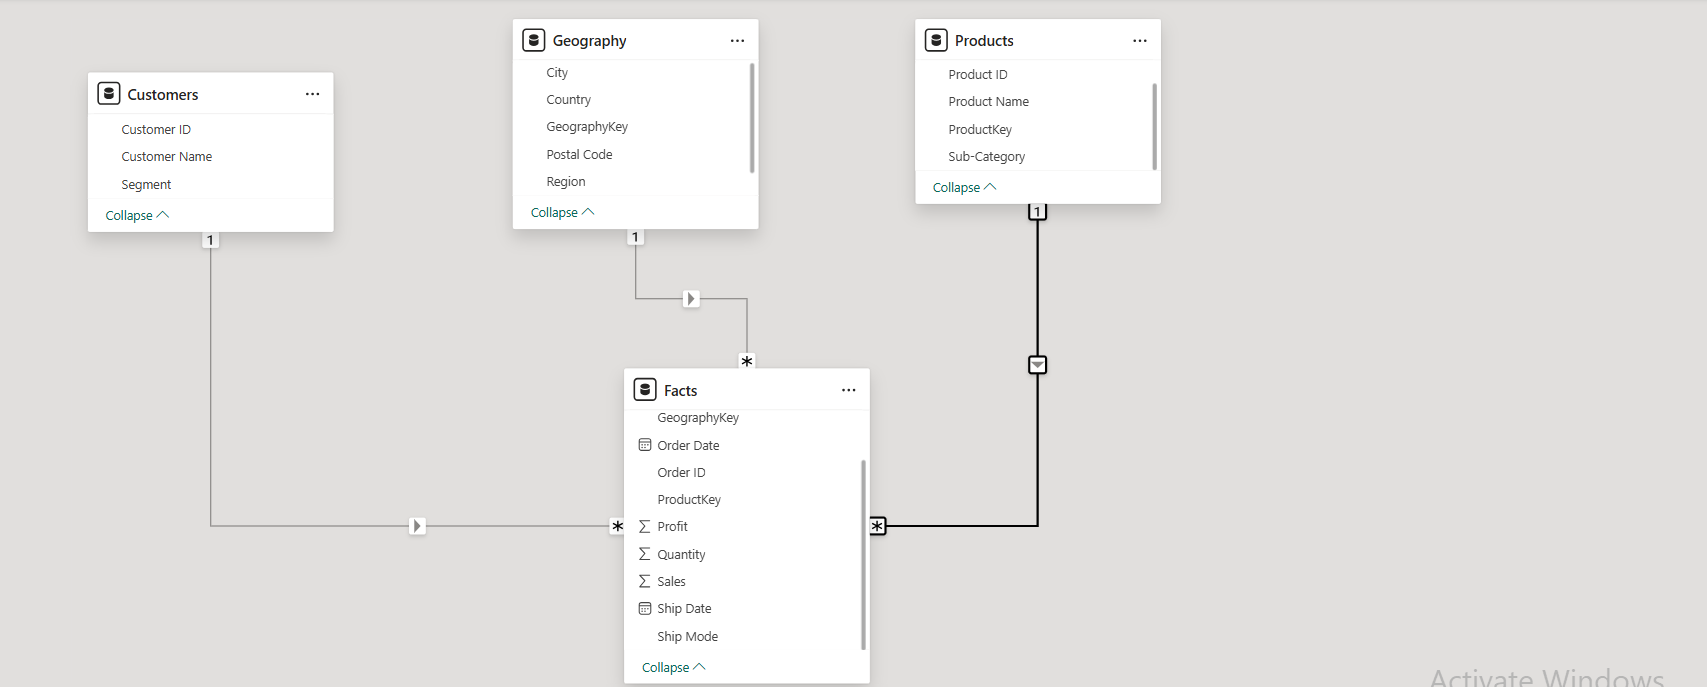 Customers
Customer ID
Customer Name
Segment
Collapse
1
Geography
City
Country
GeographyKey
Postal Code
Region
Collapse
1
*
Products
Product ID
Product Name
ProductKey
Sub-Category
Collapse
1
*
*
Facts
GeographyKey
Order Date
Order ID
ProductKey
∑ Profit
∑ Quantity
∑ Sales
Ship Date
Ship Mode
Collapse
Activate Windows